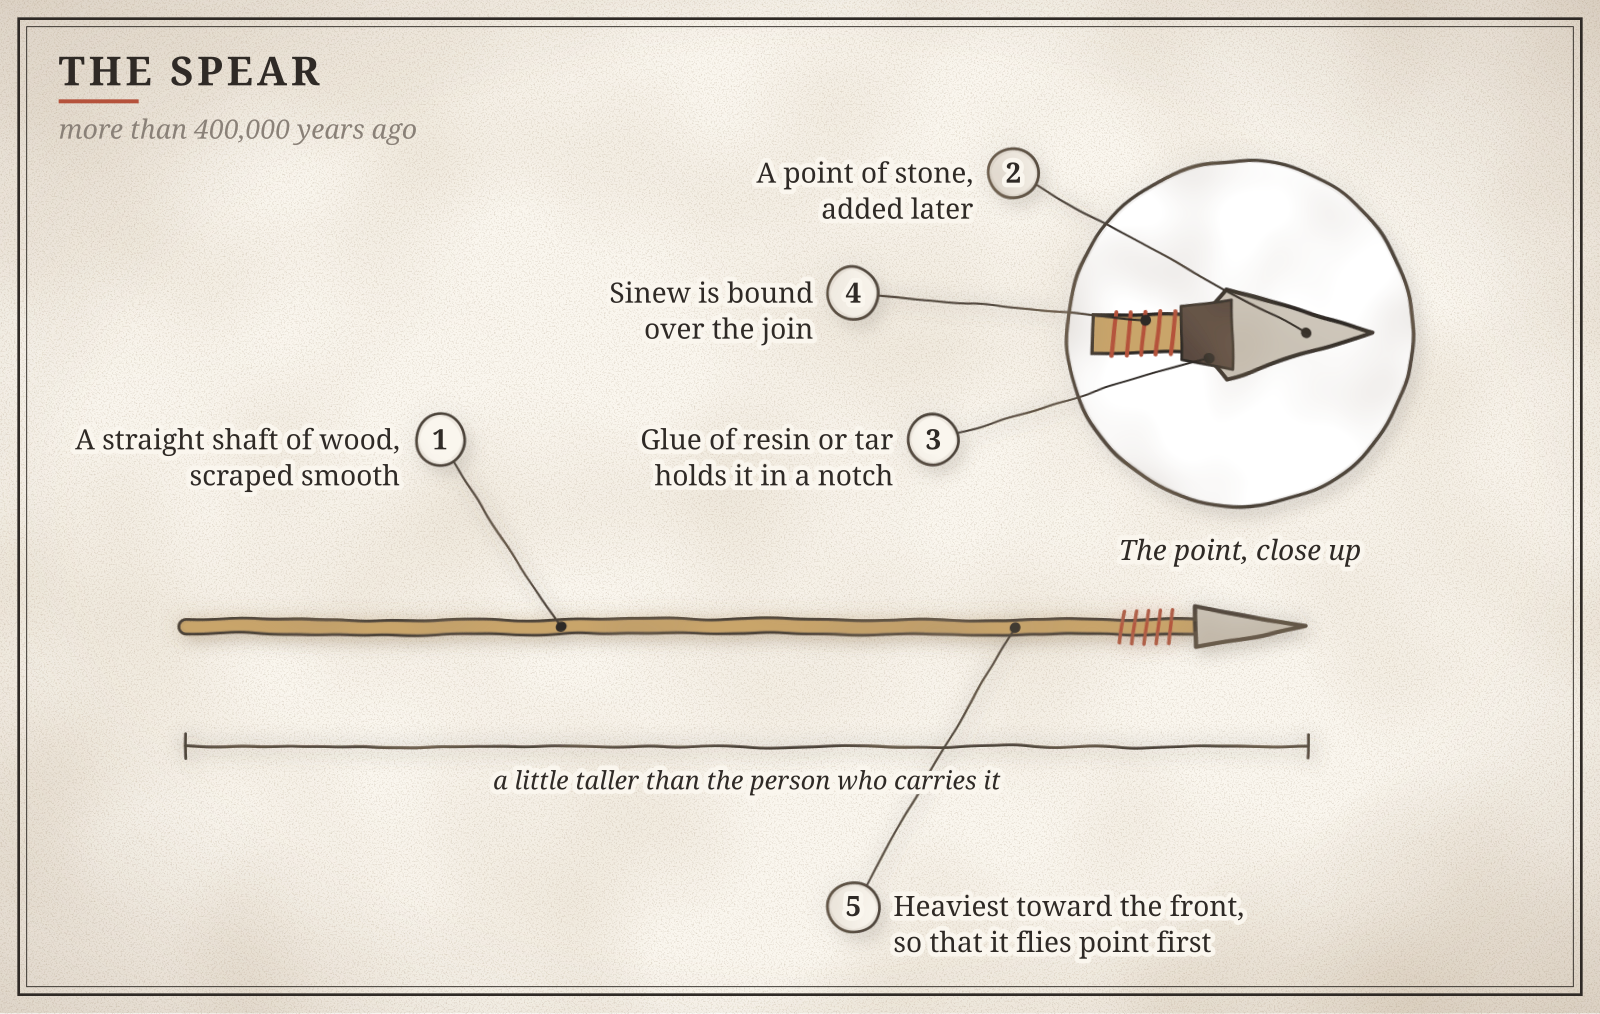 THE SPEAR
more than 400,000 years ago
A point of stone,
added later
2
Sinew is bound
over the join
4
A straight shaft of wood,
scraped smooth
1
Glue of resin or tar
holds it in a notch
3
The point, close up
a little taller than the person who carries it
5
Heaviest toward the front,
so that it flies point first